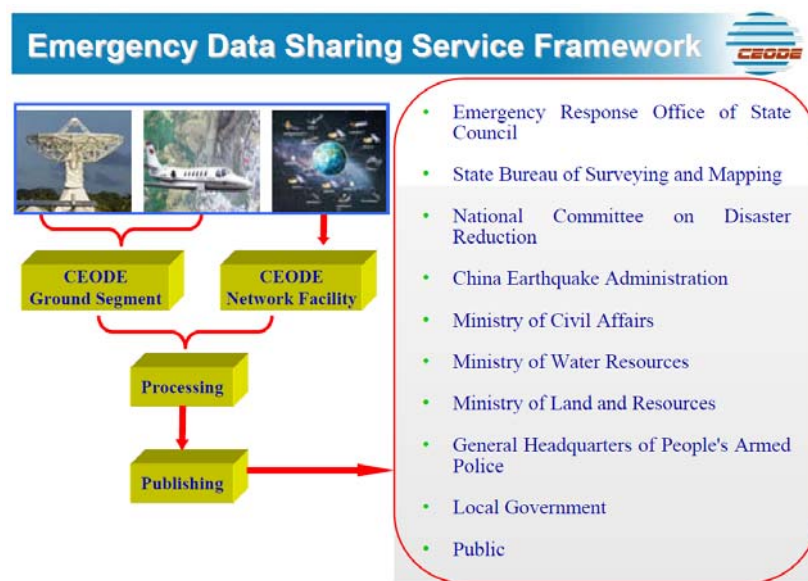 Emergency Data Sharing Service Framework
CEODE
CEODE
Ground Segment
CEODE
Network Facility
Processing
Publishing
• Emergency Response Office of State
Council
• State Bureau of Surveying and Mapping
• National Committee on Disaster
Reduction
• China Earthquake Administration
• Ministry of Civil Affairs
• Ministry of Water Resources
• Ministry of Land and Resources
• General Headquarters of People's Armed
Police
• Local Government
• Public